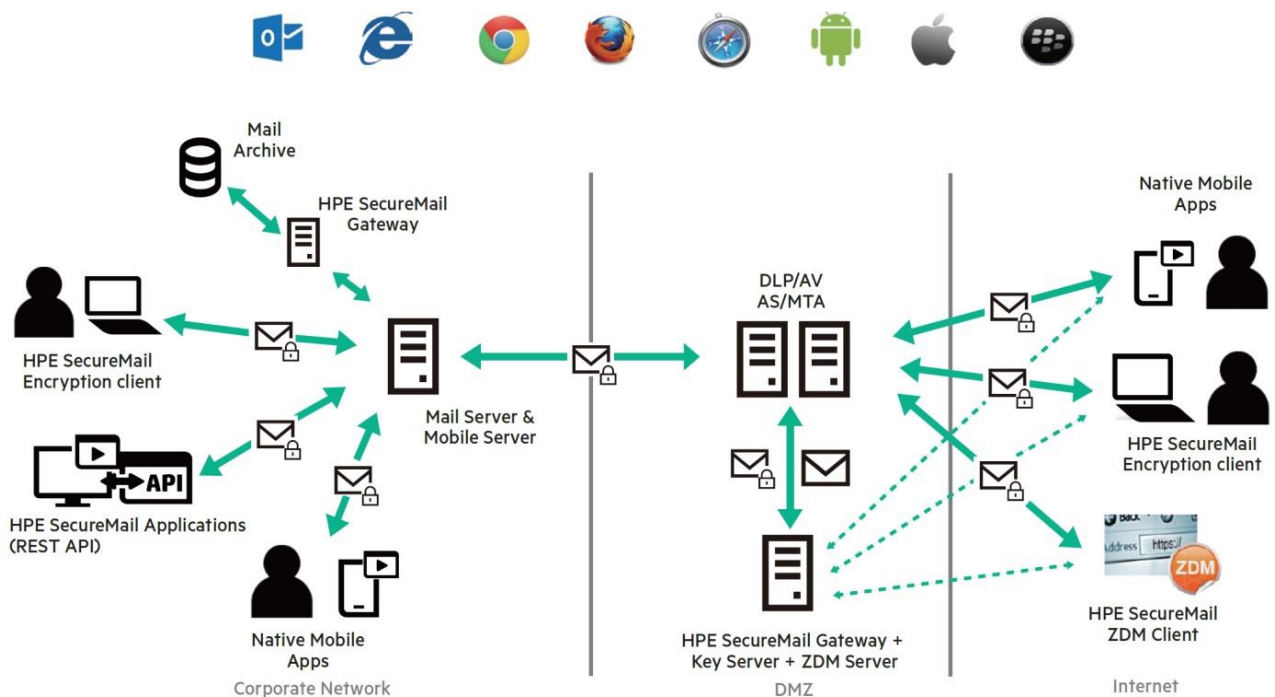 Mail
Archive
HPE SecureMail
Gateway
HPE SecureMail
Encryption client
API
HPE SecureMail Applications
(REST API)
Native Mobile
Apps
Mail Server &
Mobile Server
Corporate Network
DLP/AV
AS/MTA
HPE SecureMail Gateway +
Key Server + ZDM Server
DMZ
Native Mobile
Apps
HPE SecureMail
Encryption client
Back
Address https://
ZDM
HPE SecureMail
ZDM Client
Internet